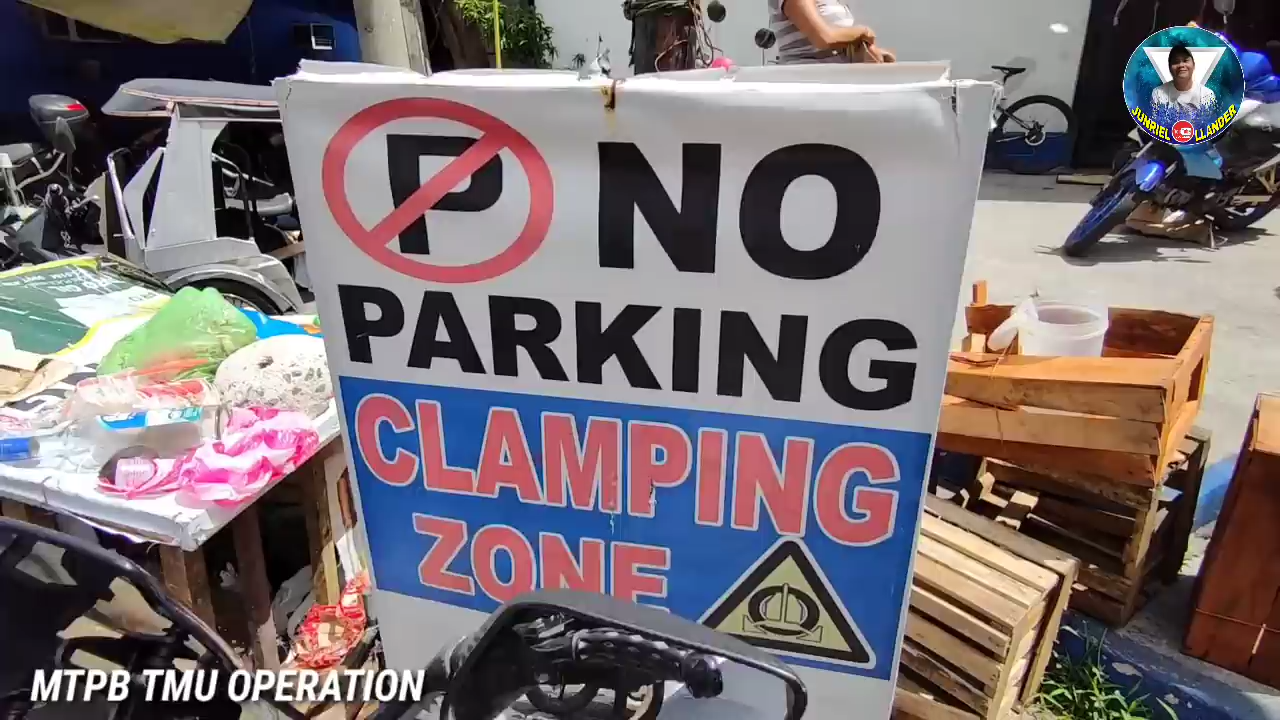 P NO
PARKING
CLAMPING
ZONE
JUNRIEL LLANDER
MTPB TMU OPERATION